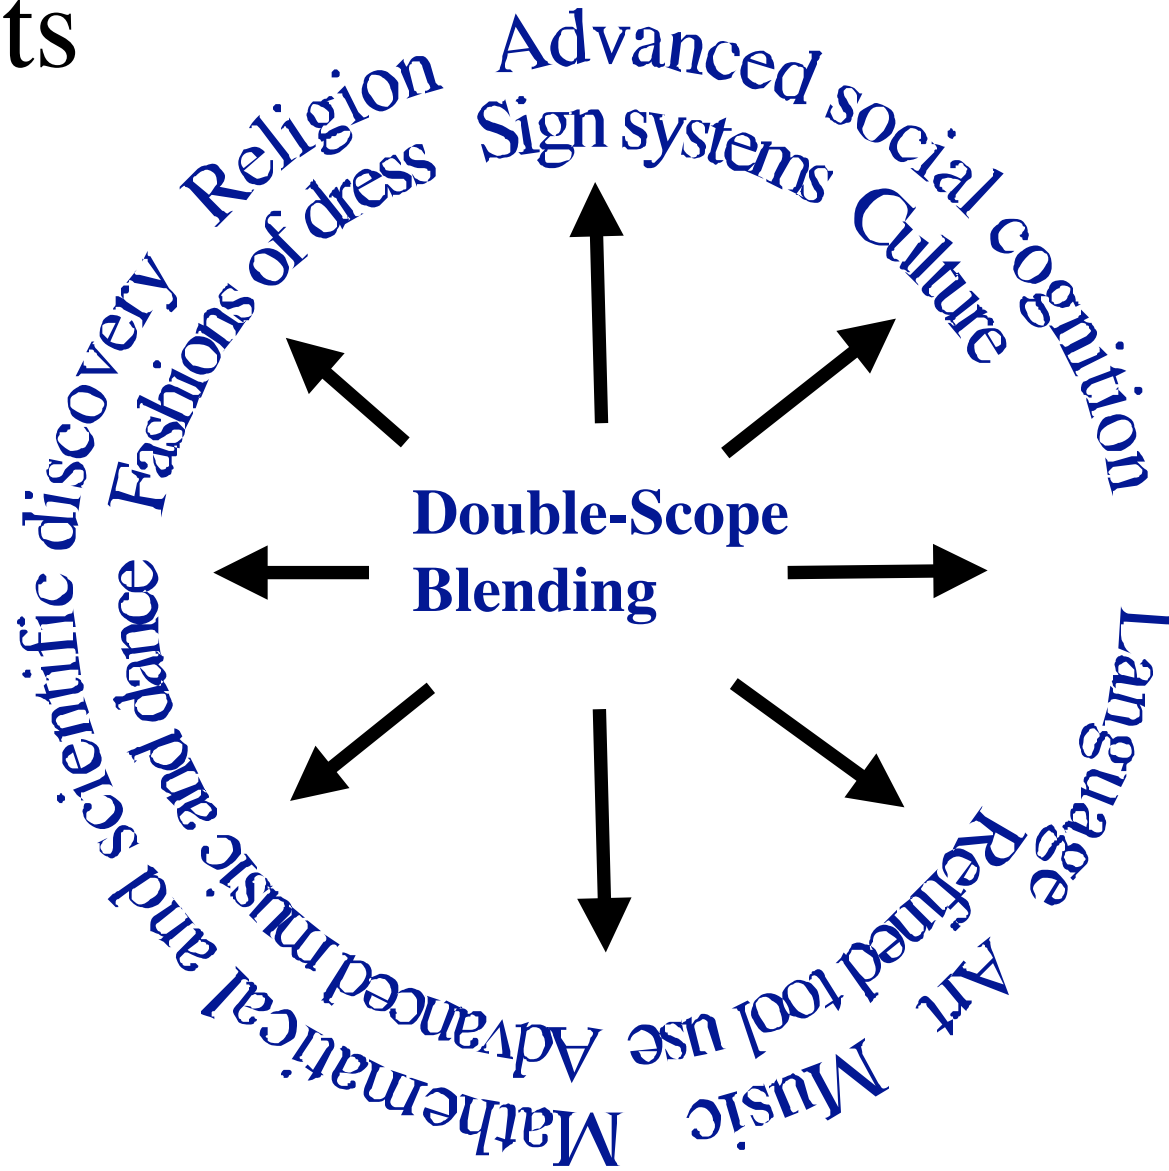 ts
Religion
Advanced social cognition
Language
Art
Music
Mathematical and scientific discovery
Fashions of dress
Sign systems
Culture
Refined tool use
Advanced music and dance
Double-Scope
Blending